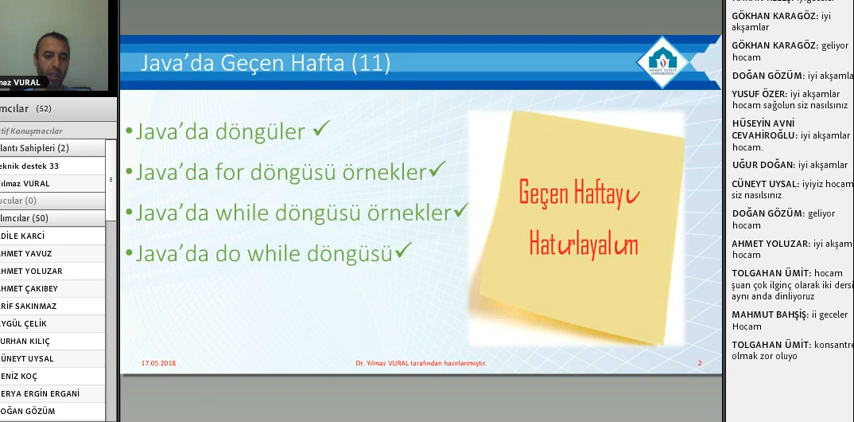 maz VURAL
mcılar (52)
tif Konuşmacılar
lantı Sahipleri (2)
eknik destek 33
ılmaz VURAL
ucular (0)
lımcılar (50)
DİLE KARCİ
HMET YAVUZ
HMET YOLUZAR
HMET ÇAKIBEY
RİF SAKINMAZ
YGÜL ÇELİK
URHAN KILIÇ
ÜNEYT UYSAL
ENİZ KOÇ
ERYA ERGİN ERGANİ
OĞAN GÖZÜM
Java’da Geçen Hafta (11)
•Java’da döngüler ✓
•Java’da for döngüsü örnekler✓
•Java’da while döngüsü örnekler✓
•Java’da do while döngüsü✓
Geçen Haftayı
Hatırlayalım
17.05.2018
Dr. Yılmaz VURAL tarafından hazırlanmıştır.
2
GÖKHAN KARAGÖZ: iyi
akşamlar
GÖKHAN KARAGÖZ: geliyor
hocam
DOĞAN GÖZÜM: iyi akşamla
YUSUF ÖZER: iyi akşamlar
hocam sağolun siz nasılsınız
HÜSEYİN AVNİ
CEVAHİROĞLU: iyi akşamlar
hocam.
UĞUR DOĞAN: iyi akşamlar
CÜNEYT UYSAL: iyiyiz hocam
siz nasılsınız
DOĞAN GÖZÜM: geliyor
hocam
AHMET YOLUZAR: iyi akşam
hocam
TOLGAHAN ÜMİT: hocam
şuan çok ilginç olarak iki dersi
aynı anda dinliyoruz
MAHMUT BAHŞİŞ: ii geceler
Hocam
TOLGAHAN ÜMİT: konsantre
olmak zor oluyo